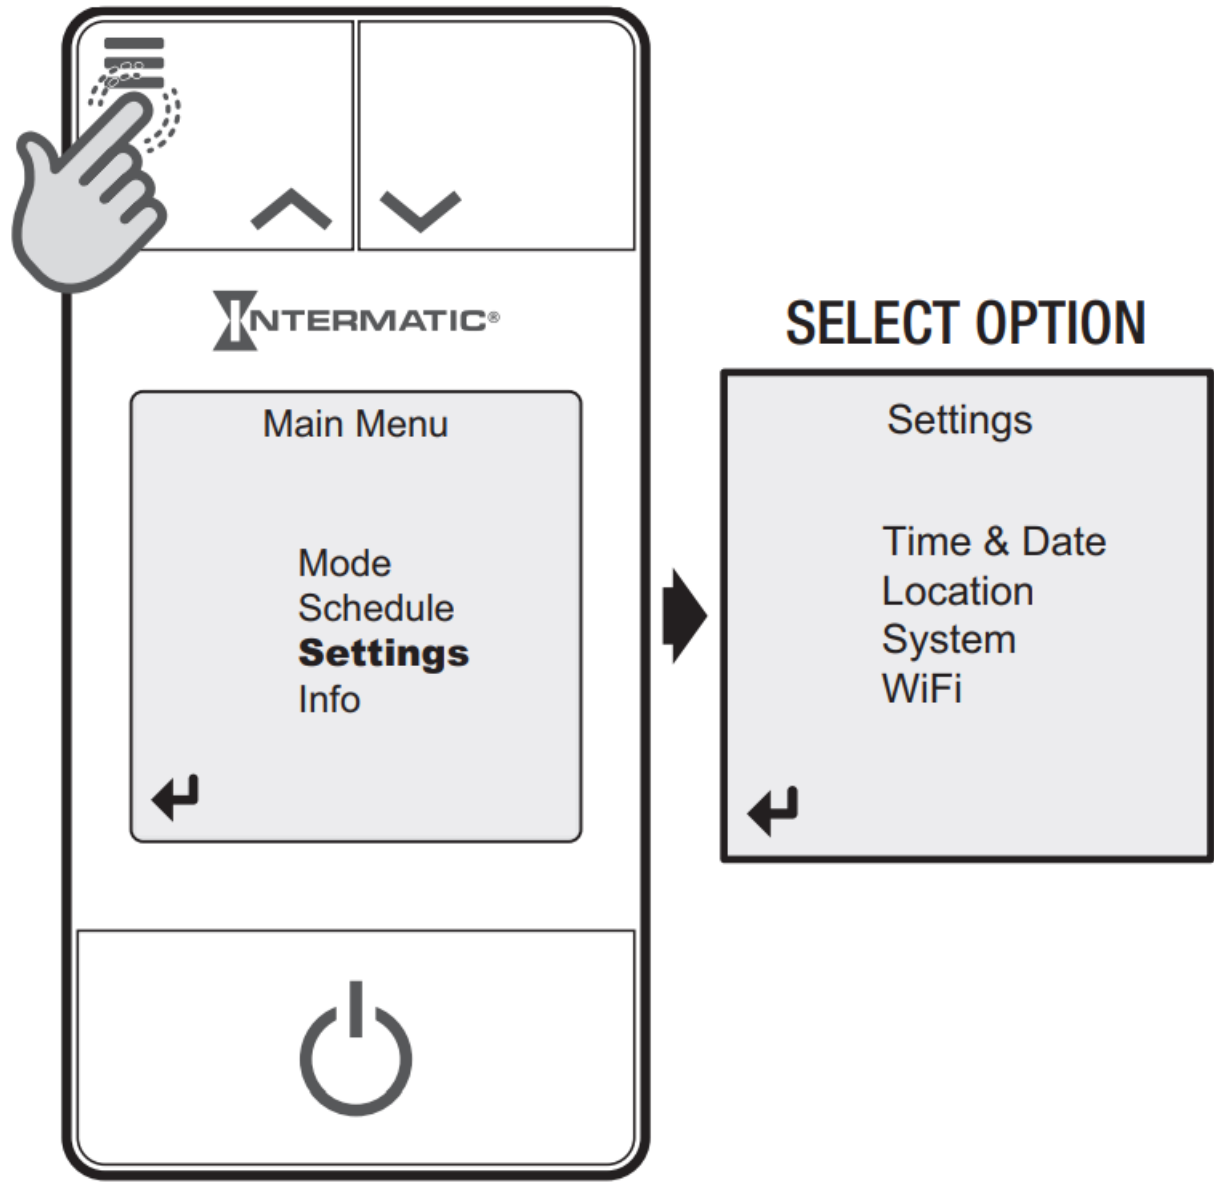 INTERMATIC®
Main Menu
Mode
Schedule
Settings
Info
SELECT OPTION
Settings
Time & Date
Location
System
WiFi